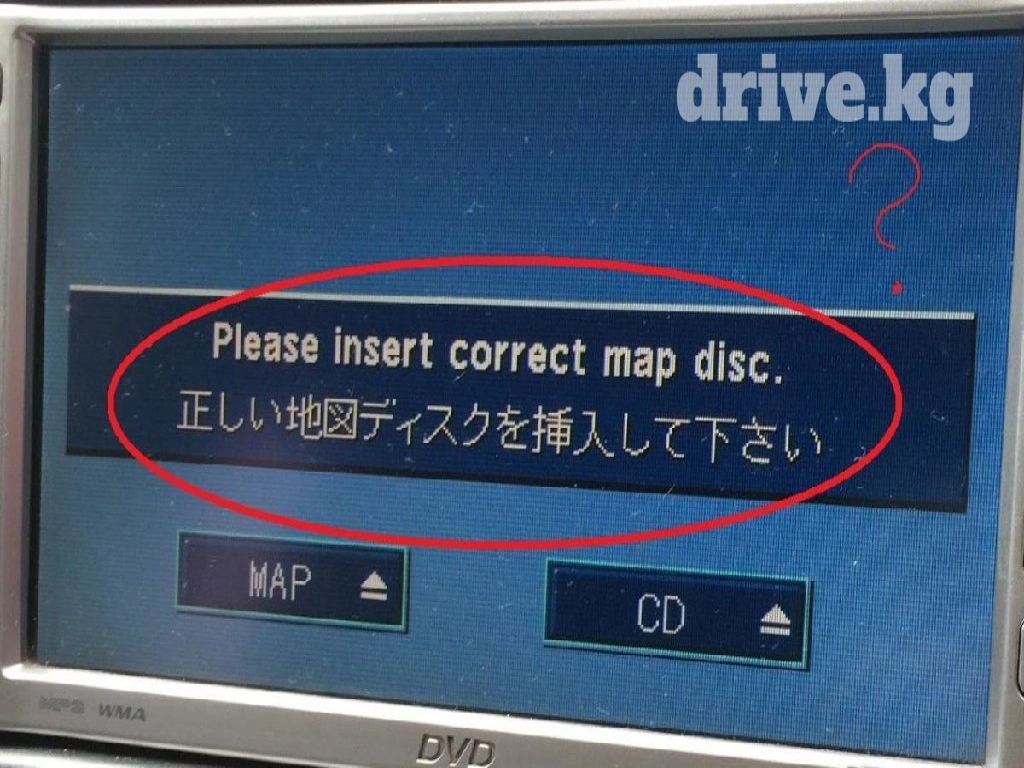 drive.kg
?
Please insert correct map disc.
正しい地図ディスクを挿入して下さい
MAP ⏏
CD ⏏
MP3 WMA
DVD